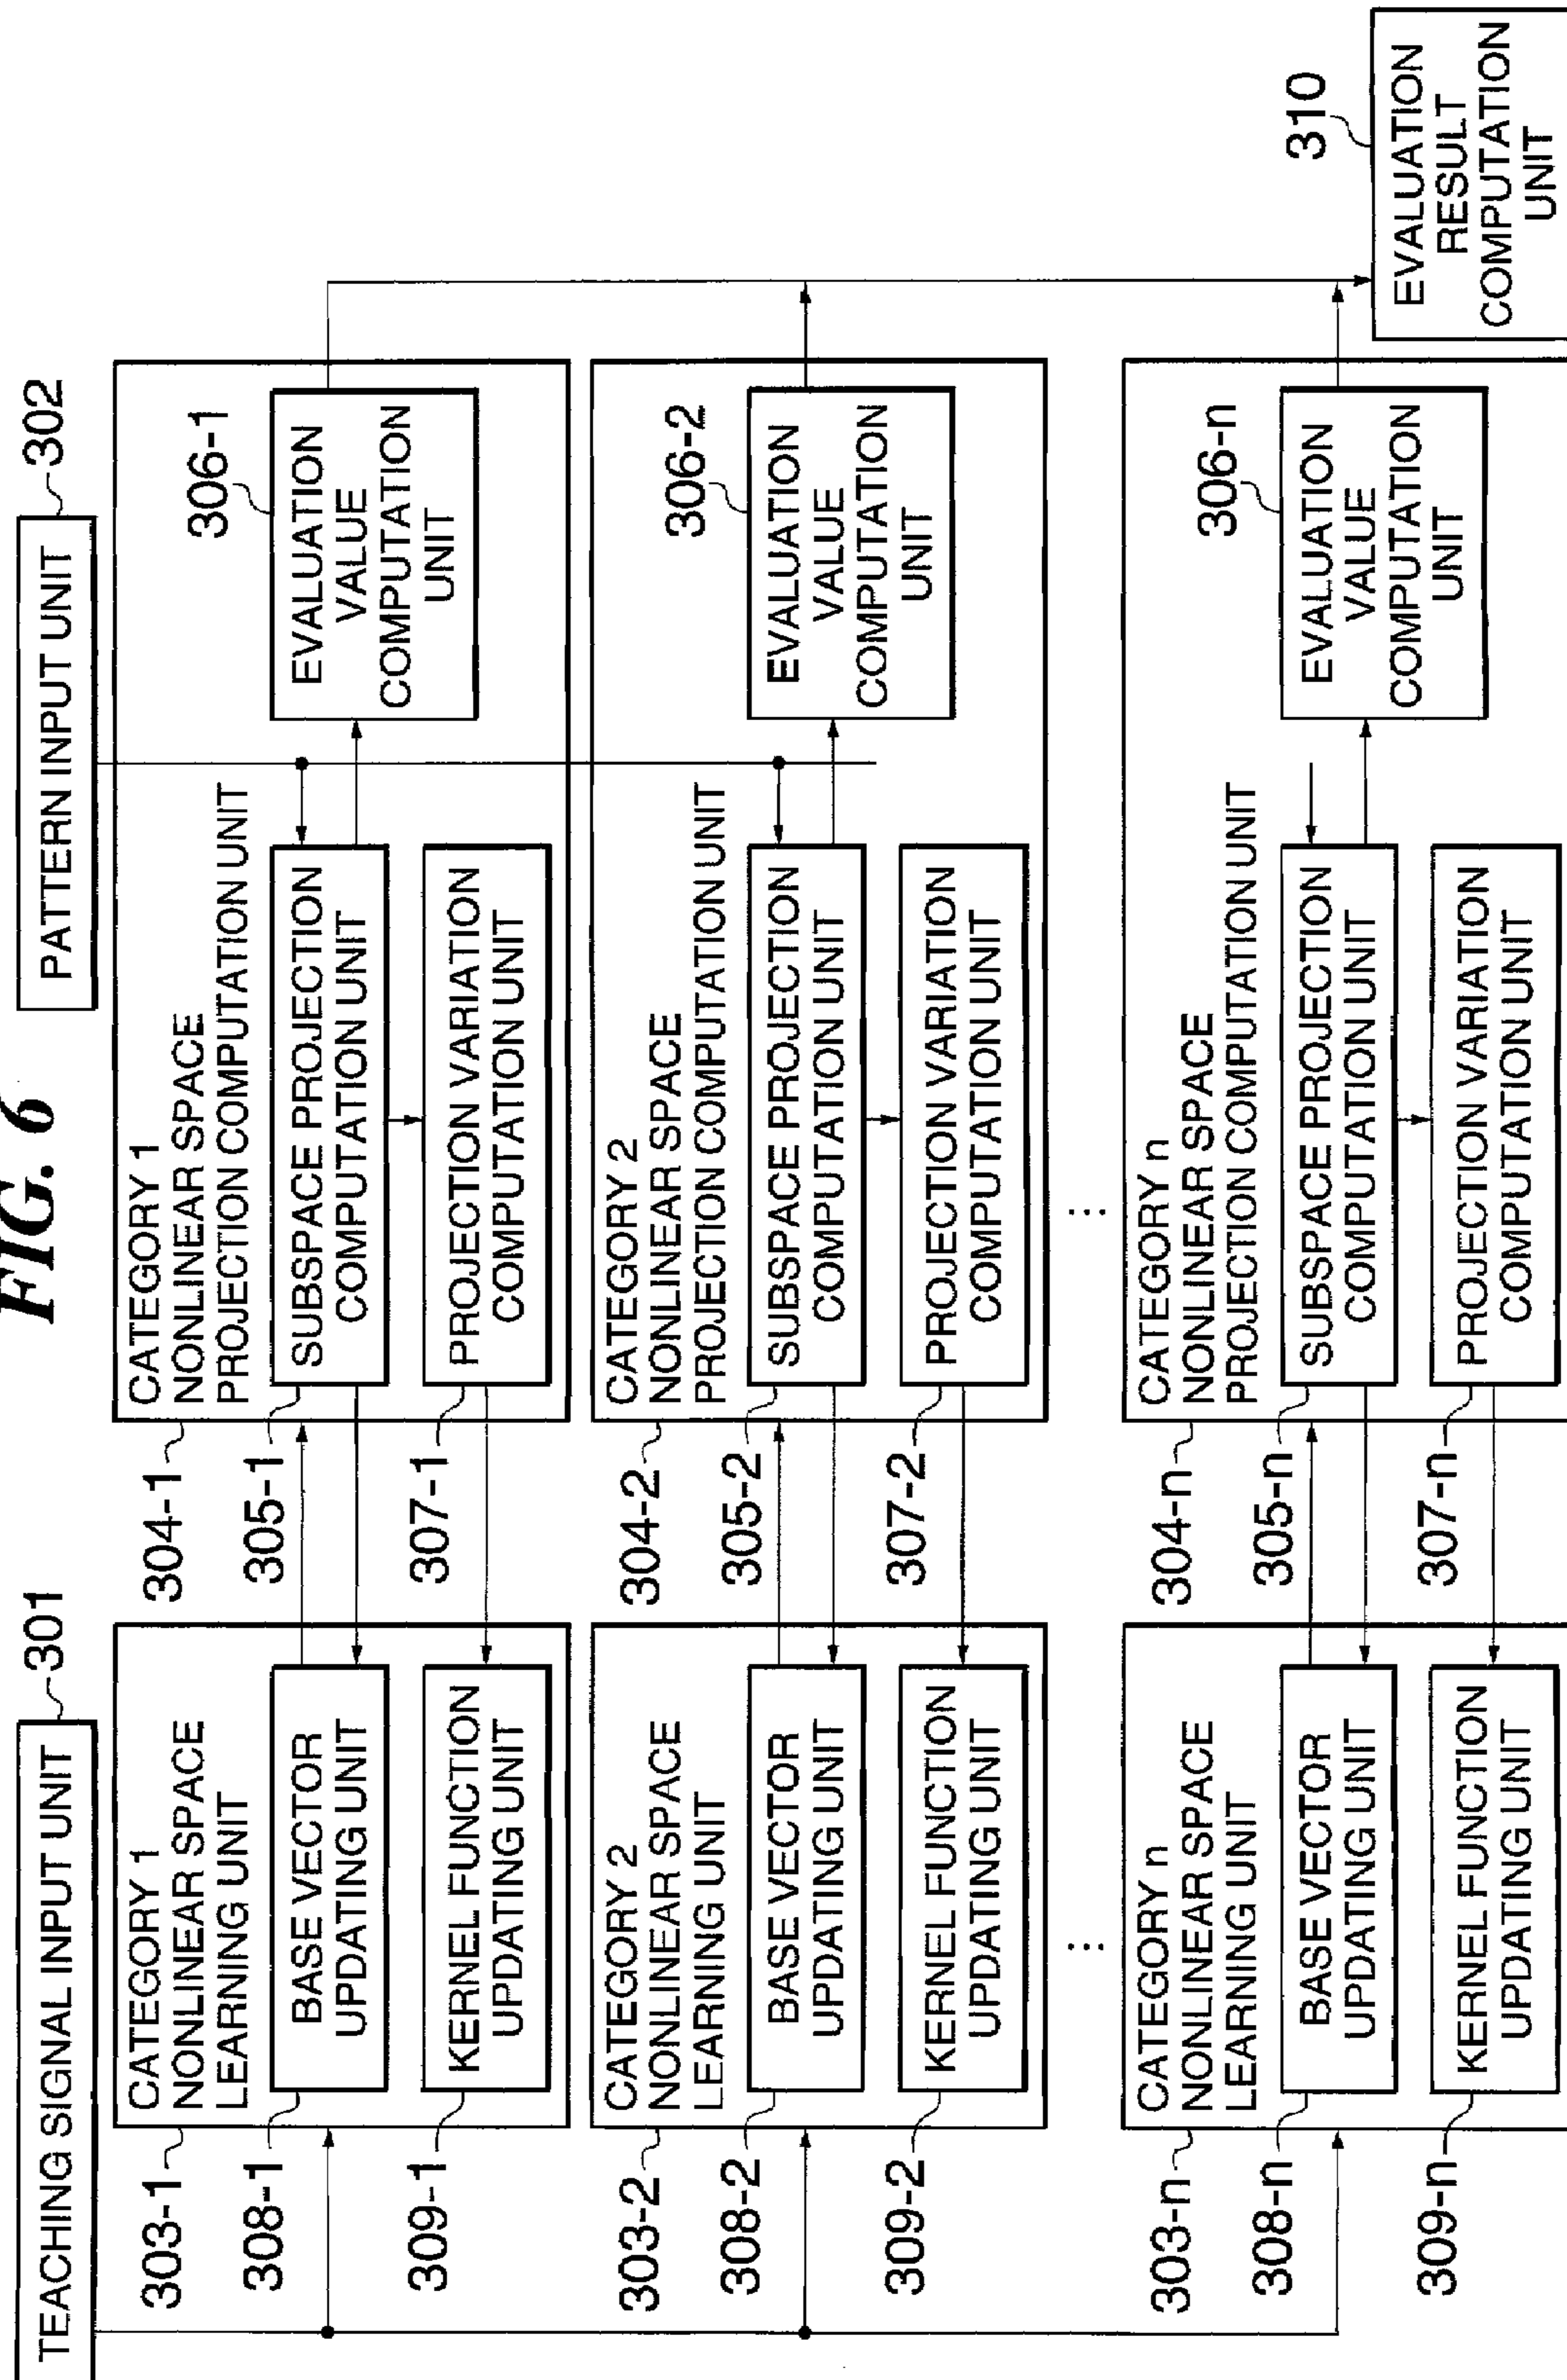 FIG. 6
TEACHING SIGNAL INPUT UNIT
301
PATTERN INPUT UNIT
302
303-1
CATEGORY 1
NONLINEAR SPACE
LEARNING UNIT
308-1
BASE VECTOR
UPDATING UNIT
309-1
KERNEL FUNCTION
UPDATING UNIT
304-1
CATEGORY 1
NONLINEAR SPACE
PROJECTION COMPUTATION UNIT
305-1
SUBSPACE PROJECTION
COMPUTATION UNIT
307-1
PROJECTION VARIATION
COMPUTATION UNIT
306-1
EVALUATION
VALUE
COMPUTATION
UNIT
303-2
CATEGORY 2
NONLINEAR SPACE
LEARNING UNIT
308-2
BASE VECTOR
UPDATING UNIT
309-2
KERNEL FUNCTION
UPDATING UNIT
304-2
CATEGORY 2
NONLINEAR SPACE
PROJECTION COMPUTATION UNIT
305-2
SUBSPACE PROJECTION
COMPUTATION UNIT
307-2
PROJECTION VARIATION
COMPUTATION UNIT
306-2
EVALUATION
VALUE
COMPUTATION
UNIT
...
...
303-n
CATEGORY n
NONLINEAR SPACE
LEARNING UNIT
308-n
BASE VECTOR
UPDATING UNIT
309-n
KERNEL FUNCTION
UPDATING UNIT
304-n
CATEGORY n
NONLINEAR SPACE
PROJECTION COMPUTATION UNIT
305-n
SUBSPACE PROJECTION
COMPUTATION UNIT
307-n
PROJECTION VARIATION
COMPUTATION UNIT
306-n
EVALUATION
VALUE
COMPUTATION
UNIT
310
EVALUATION
RESULT
COMPUTATION
UNIT